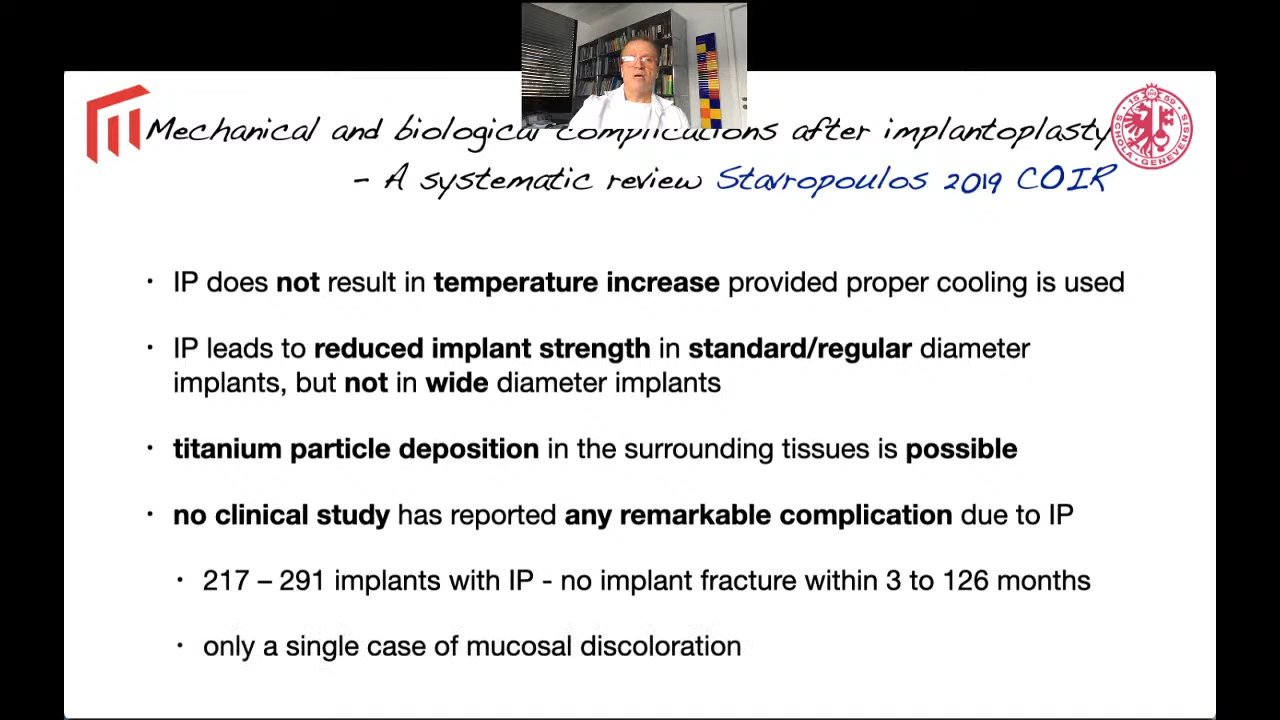 Mechanical and biological complications after implantoplasty
- A systematic review Stavropoulos 2019 COIR
· IP does not result in temperature increase provided proper cooling is used
· IP leads to reduced implant strength in standard/regular diameter
implants, but not in wide diameter implants
· titanium particle deposition in the surrounding tissues is possible
· no clinical study has reported any remarkable complication due to IP
· 217 – 291 implants with IP - no implant fracture within 3 to 126 months
· only a single case of mucosal discoloration
SCHOLA GENEVENSIS